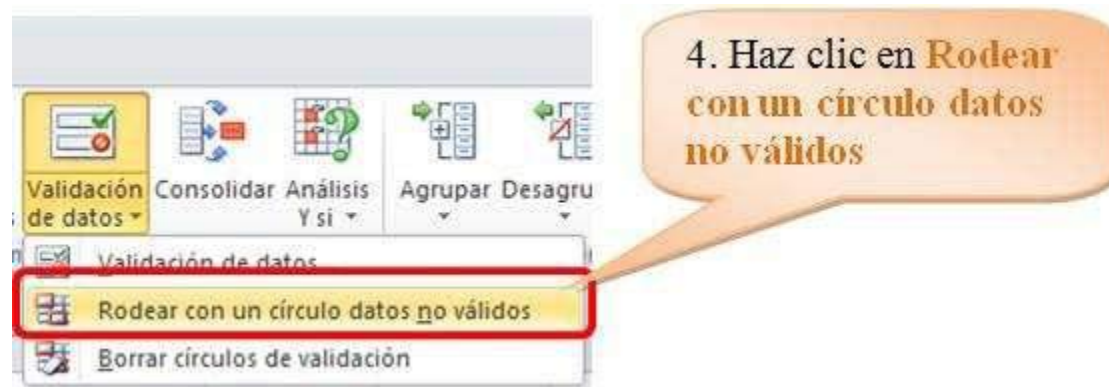 4. Haz clic en Rodear
con un círculo datos
no válidos
Validación Consolidar Análisis Agrupar Desagru
de datos Y si
Validación de datos
Rodear con un círculo datos no válidos
Borrar círculos de validación